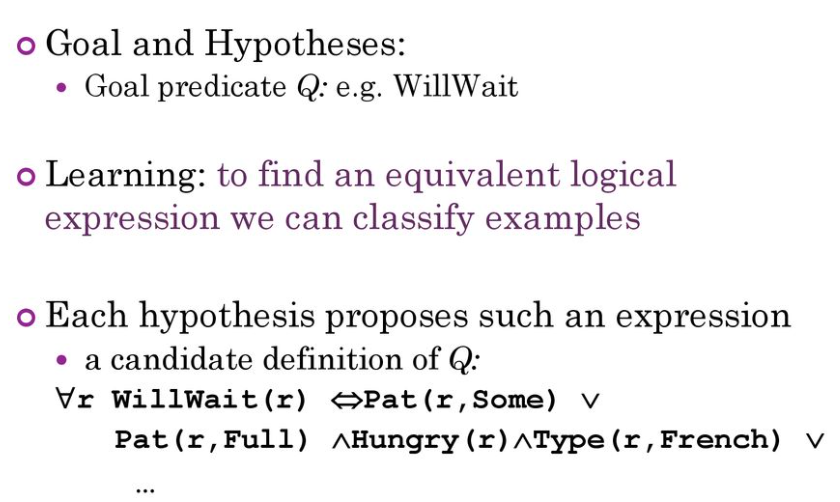 Goal and Hypotheses:
Goal predicate Q: e.g. WillWait
Learning: to find an equivalent logical
expression we can classify examples
Each hypothesis proposes such an expression
a candidate definition of Q:
∀r WillWait(r) ⇔Pat(r,Some) ∨
Pat(r,Full) ∧Hungry(r)∧Type(r,French) ∨
...